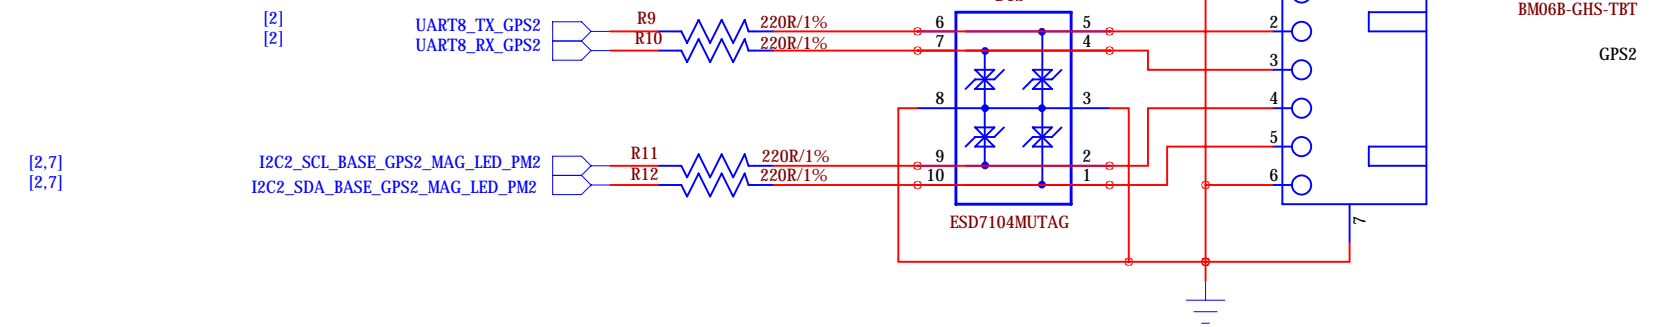 BM06B-GHS-TBT
[2] UART8_TX_GPS2 R9 220R/1% 6 5 2
[2] UART8_RX_GPS2 R10 220R/1% 7 4
GPS2
3
8 3 4
5
[2,7] I2C2_SCL_BASE_GPS2_MAG_LED_PM2 R11 220R/1% 9 2
[2,7] I2C2_SDA_BASE_GPS2_MAG_LED_PM2 R12 220R/1% 10 1 6
ESD7104MUTAG
7